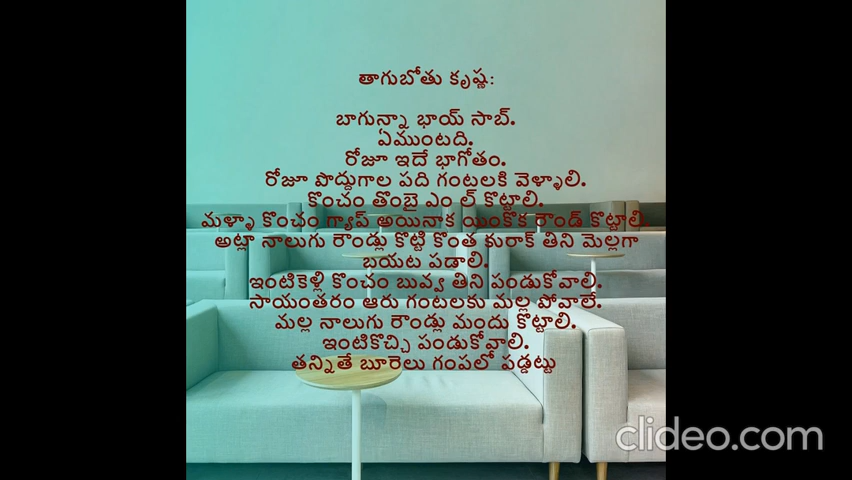 తాగుబోతు కృష్ణ:
బాగున్నా భాయ్ సాబ్.
ఏముంటది.
రోజూ ఇదే భాగోతం.
రోజూ పొద్దుగాల పది గంటలకి వెళ్ళాలి.
కొంచం తొంబై ఎం ల్ కొట్టాలి.
మళ్ళా కొంచం గ్యాప్ అయినాక యింకొక రౌండ్ కొట్టాలి
అట్లా నాలుగు రౌండ్లు కొట్టి కొంత కురాక్ తిని మెల్లగా
బయట పడాలి.
ఇంటికెళ్లి కొంచం బువ్వ తిని పండుకోవాలి.
సాయంతరం ఆరు గంటలకు మల్ల పోవాలే.
మల్ల నాలుగు రౌండ్లు మందు కొట్టాలి.
ఇంటికొచ్చి పండుకోవాలి.
తన్నితే బూరెలు గంపలో పడ్డట్టు
clideo.com